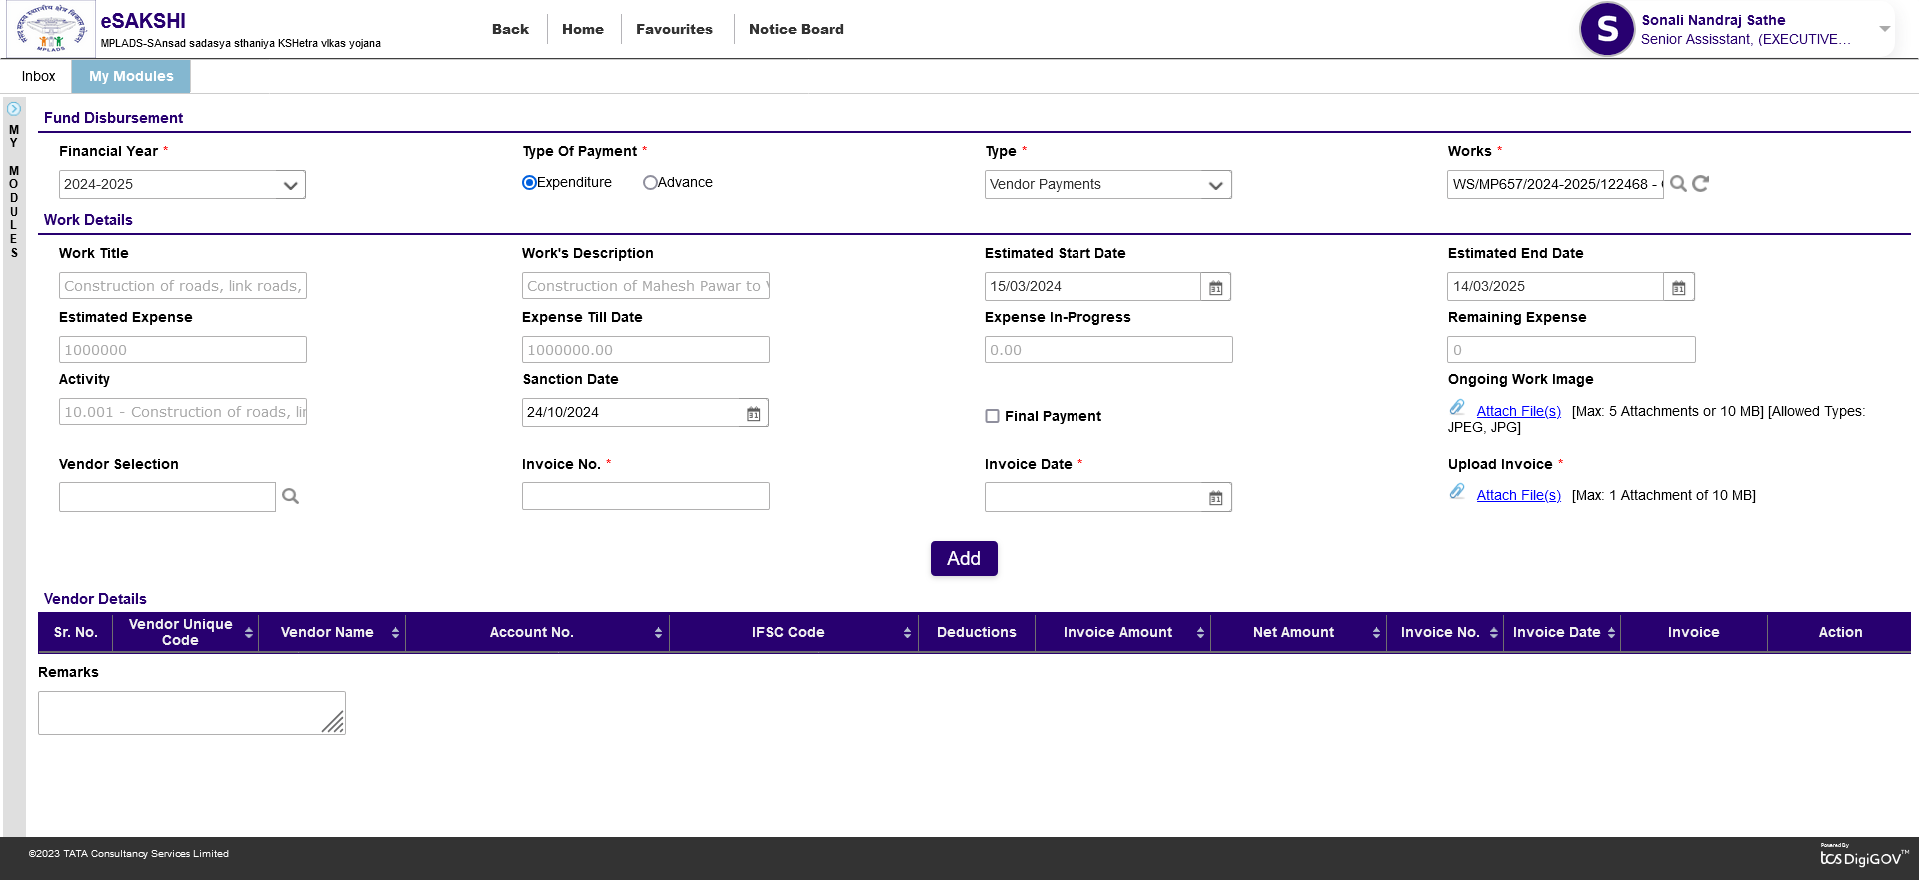 eSAKSHI
MPLADS-SAnsad sadasya sthaniya KSHetra vIkas yojana
MPLADS
Back Home Favourites Notice Board
S
Sonali Nandraj Sathe
Senior Assisstant, (EXECUTIVE...
Inbox My Modules
MY MODULES
Fund Disbursement
Financial Year * Type Of Payment * Type * Works *
2024-2025 Expenditure Advance Vendor Payments WS/MP657/2024-2025/122468 -
Work Details
Work Title Work's Description Estimated Start Date Estimated End Date
Construction of roads, link roads, Construction of Mahesh Pawar to 15/03/2024 14/03/2025
Estimated Expense Expense Till Date Expense In-Progress Remaining Expense
1000000 1000000.00 0.00 0
Activity Sanction Date Ongoing Work Image
10.001 - Construction of roads, 24/10/2024 Final Payment Attach File(s) [Max: 5 Attachments or 10 MB] [Allowed Types:
JPEG, JPG]
Vendor Selection Invoice No. * Invoice Date * Upload Invoice *
Attach File(s) [Max: 1 Attachment of 10 MB]
Add
Vendor Details
Sr. No. Vendor Unique Code Vendor Name Account No. IFSC Code Deductions Invoice Amount Net Amount Invoice No. Invoice Date Invoice Action
Remarks
©2023 TATA Consultancy Services Limited
Powered By
tcs DigiGOV™